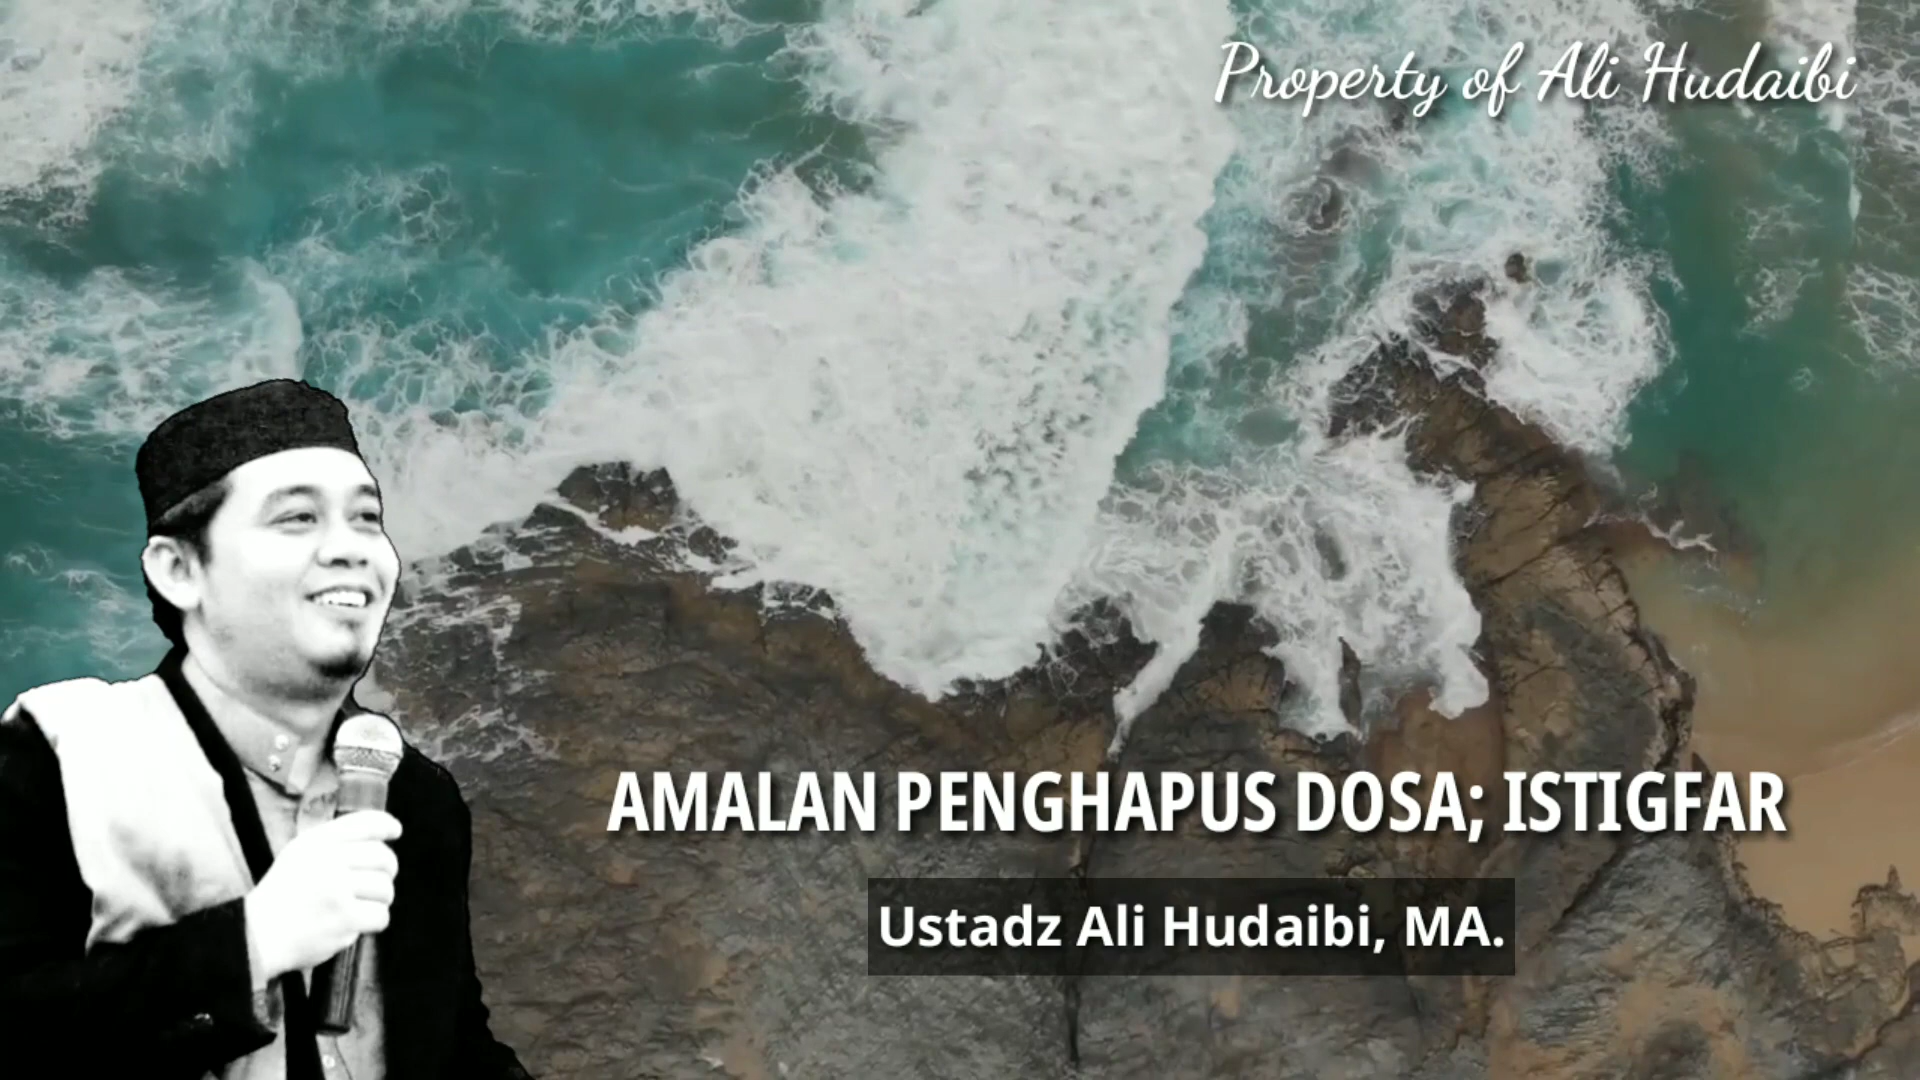 Property of Ali Hudaibi
AMALAN PENGHAPUS DOSA; ISTIGFAR
Ustadz Ali Hudaibi, MA.